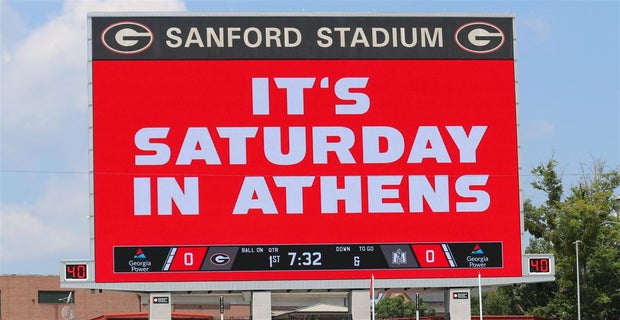 G SANFORD STADIUM G
IT'S
SATURDAY
IN ATHENS
Georgia Power 0 G BALL ON QTR 1ST 7:32 DOWN & TO GO M 0 Georgia Power
40 40